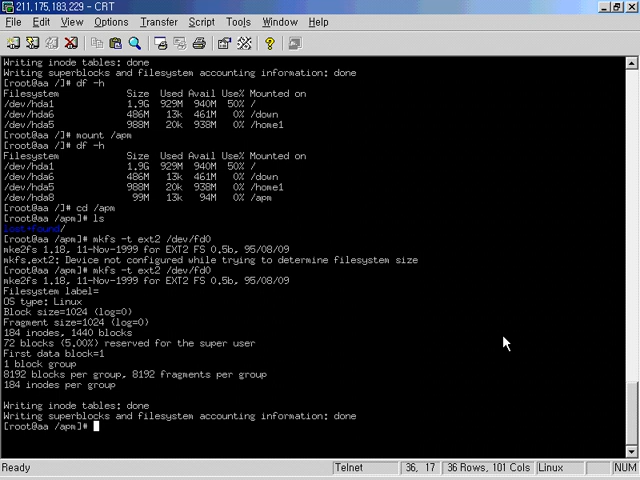 211,175,183,229 - CRT
File Edit View Options Transfer Script Tools Window Help
Writing inode tables: done
Writing superblocks and filesystem accounting information: done
[root@aa /]# df -h
Filesystem Size Used Avail Use% Mounted on
/dev/hda1 1.9G 929M 940M 50% /
/dev/hda6 486M 13k 461M 0% /down
/dev/hda5 988M 20k 938M 0% /home1
[root@aa /]# mount /apm
[root@aa /]# df -h
Filesystem Size Used Avail Use% Mounted on
/dev/hda1 1.9G 929M 940M 50% /
/dev/hda6 486M 13k 461M 0% /down
/dev/hda5 988M 20k 938M 0% /home1
/dev/hda8 99M 13k 94M 0% /apm
[root@aa /]# cd /apm
[root@aa /apm]# ls
lost+found/
[root@aa /apm]# mkfs -t ext2 /dev/fd0
mke2fs 1.18, 11-Nov-1999 for EXT2 FS 0.5b, 95/08/09
mkfs.ext2: Device not configured while trying to determine filesystem size
[root@aa /apm]# mkfs -t ext2 /dev/fd0
mke2fs 1.18, 11-Nov-1999 for EXT2 FS 0.5b, 95/08/09
Filesystem label=
OS type: Linux
Block size=1024 (log=0)
Fragment size=1024 (log=0)
184 inodes, 1440 blocks
72 blocks (5.00%) reserved for the super user
First data block=1
1 block group
8192 blocks per group, 8192 fragments per group
184 inodes per group
Writing inode tables: done
Writing superblocks and filesystem accounting information: done
[root@aa /apm]#
Ready Telnet 36, 17 36 Rows, 101 Cols Linux NUM